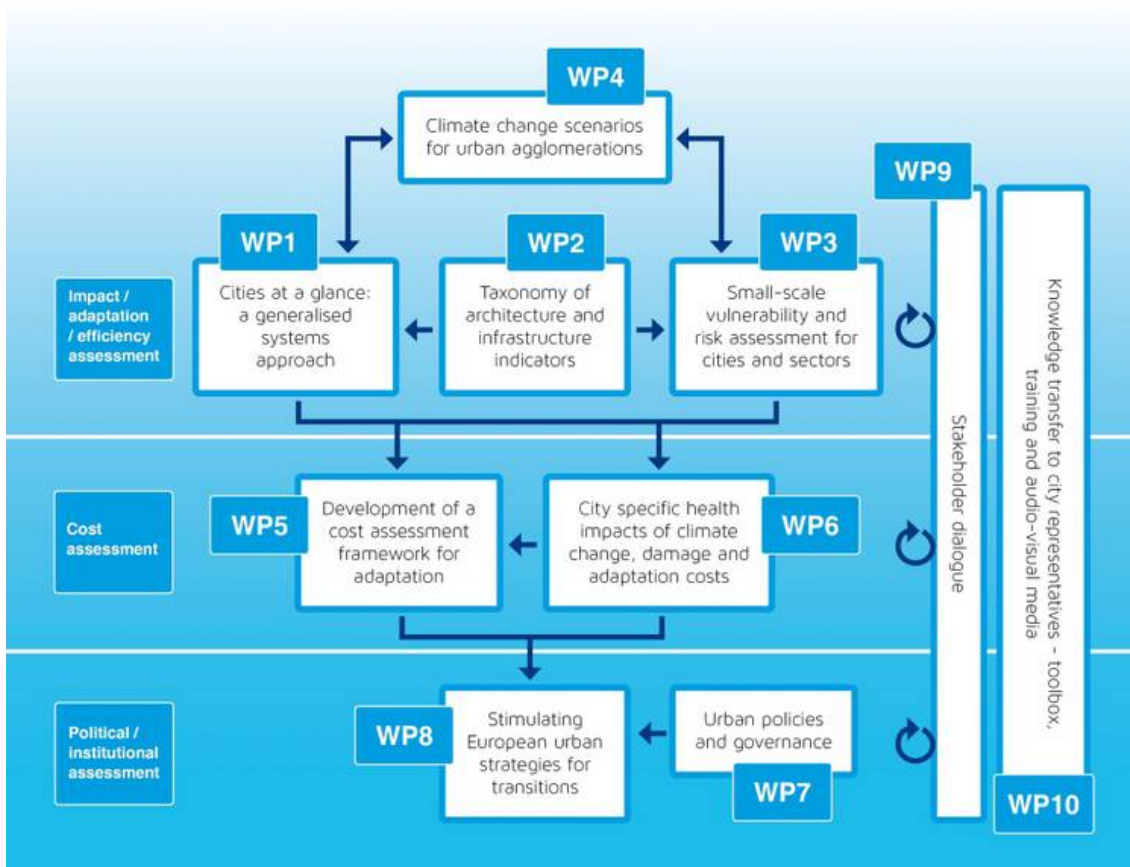 WP4
Climate change scenarios
for urban agglomerations
WP9
WP1
WP2
WP3
Impact /
adaptation
/ efficiency
assessment
Cities at a glance:
a generalised
systems
approach
Taxonomy of
architecture and
infrastructure
indicators
Small-scale
vulnerability and
risk assessment for
cities and sectors
Stakeholder dialogue
Knowledge transfer to city representatives – toolbox,
training and audio-visual media
Cost
assessment
WP5
Development of a
cost assessment
framework for
adaptation
City specific health
impacts of climate
change, damage and
adaptation costs
WP6
Political /
institutional
assessment
WP8
Stimulating
European urban
strategies for
transitions
Urban policies
and governance
WP7
WP10